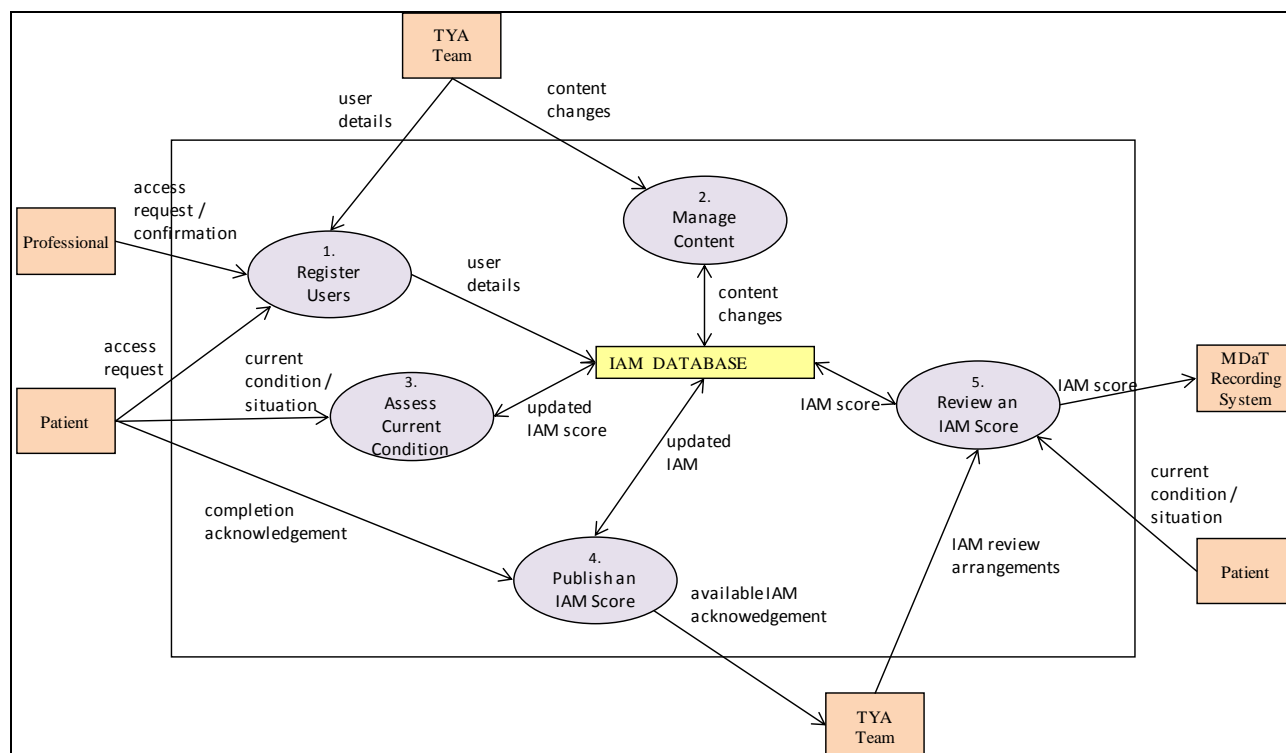 TYA
Team
user
details
content
changes
access
request /
confirmation
Professional
1.
Register
Users
2.
Manage
Content
user
details
content
changes
access
request
current
condition /
situation
Patient
3.
Assess
Current
Condition
updated
IAM score
IAM DATABASE
IAM score
5.
Review an
IAM Score
IAM score
MDaT
Recording
System
updated
IAM
completion
acknowledgement
4.
Publish an
IAM Score
available IAM
acknowedgement
IAM review
arrangements
current
condition /
situation
Patient
TYA
Team